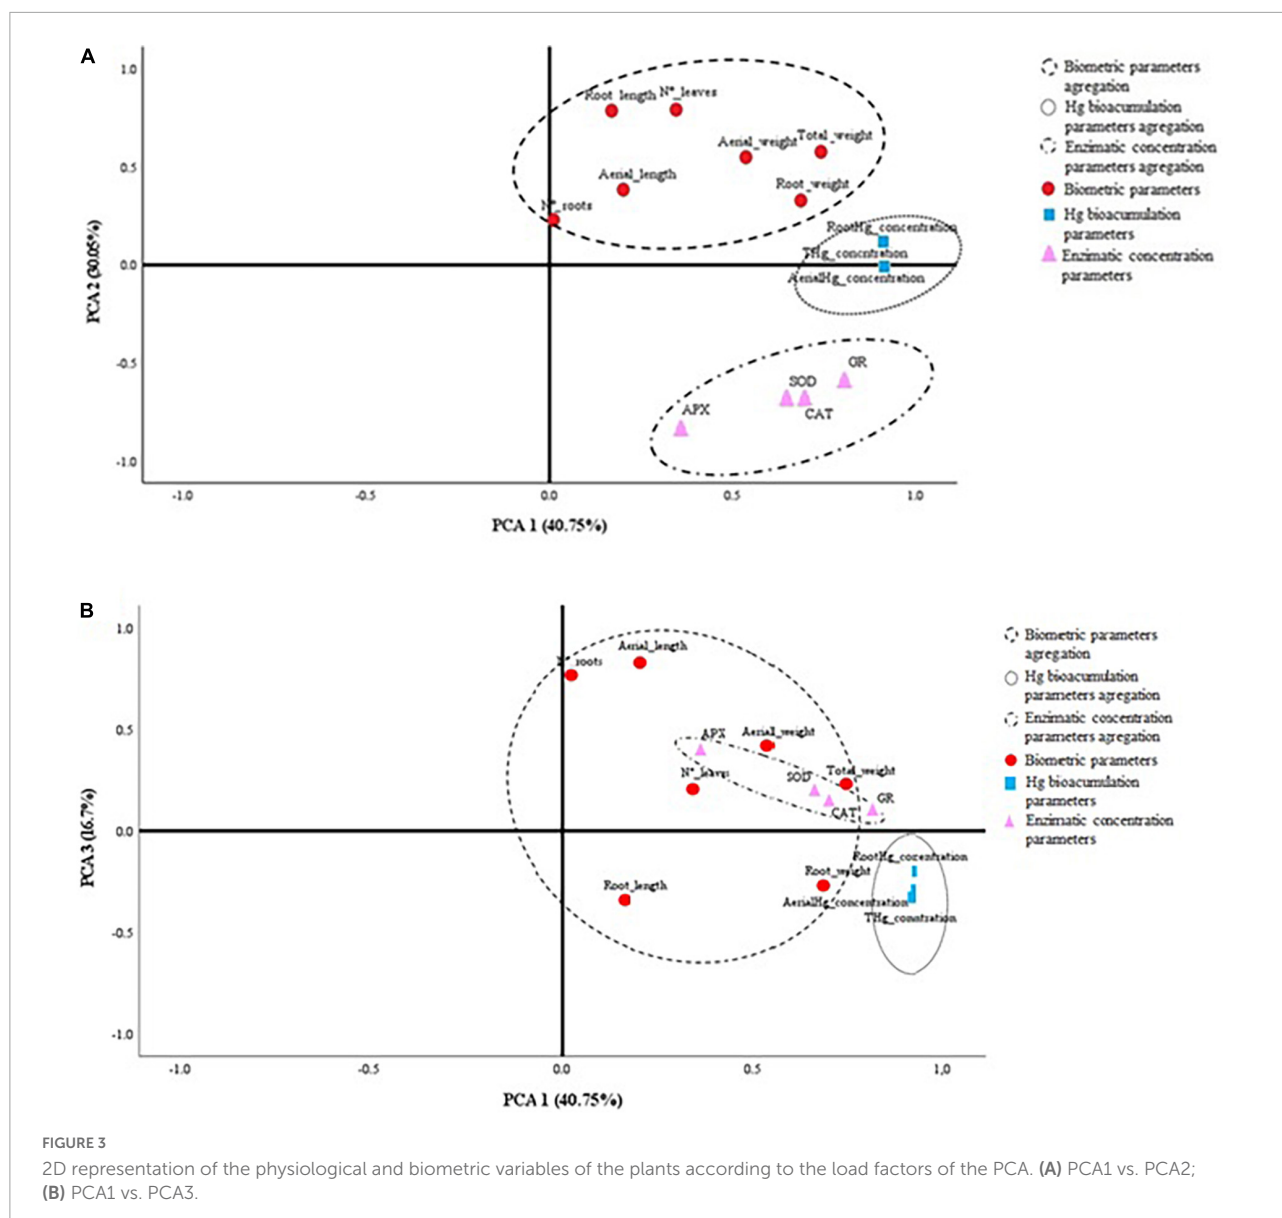 A
1.0
0.5
0.0
-0.5
-1.0
PCA 2 (30.05%)
Root_length
N°_leaves
Aerial_weight
Total_weight
Aerial_length
Root_weight
N°_roots
RootHg_concentration
THg_concntration
AerialHg_concentration
GR
SOD
CAT
APX
-1.0 -0.5 0.0 0.5 1.0
PCA 1 (40.75%)
Biometric parameters
agregation
Hg bioacumulation
parameters agregation
Enzimatic concentration
parameters agregation
Biometric parameters
Hg bioacumulation
parameters
Enzimatic concentration
parameters
B
1.0
0.5
0.0
-0.5
-1.0
PCA 3 (16.7%)
Aerial_length
roots
APX
Aerial_weight
N°_leaves
SOD
Total_weight
CAT
GR
RootHg_concentration
Root_weight
Root_length
AerialHg_concentration
THg_conntration
-1.0 -0.5 0.0 0.5 1,0
PCA 1 (40.75%)
Biometric parameters
agregation
Hg bioacumulation
parameters agregation
Enzimatic concentration
parameters agregation
Biometric parameters
Hg bioacumulation
parameters
Enzimatic concentration
parameters
FIGURE 3
2D representation of the physiological and biometric variables of the plants according to the load factors of the PCA. (A) PCA1 vs. PCA2;
(B) PCA1 vs. PCA3.